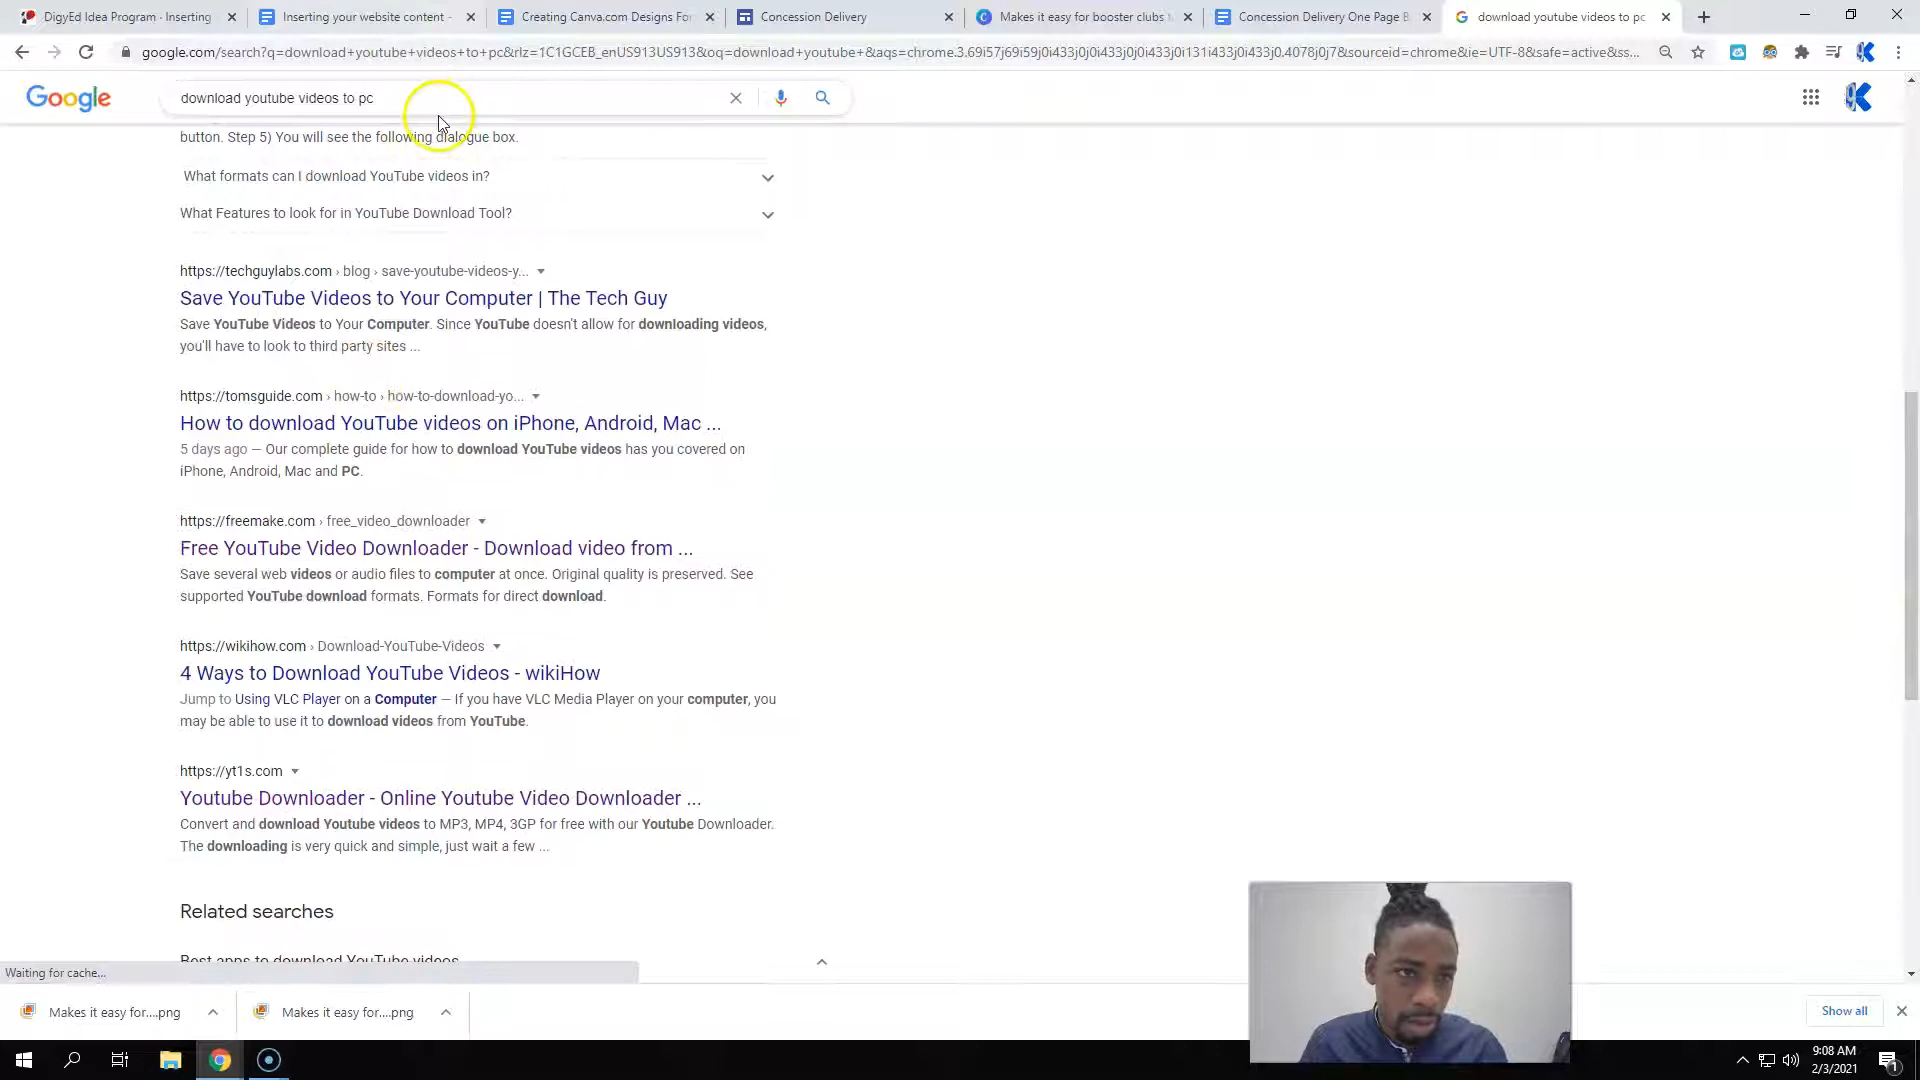 DigyEd Idea Program - Inserting
Inserting your website content -
Creating Canva.com Designs For
Concession Delivery
Makes it easy for booster clubs t
Concession Delivery One Page B
download youtube videos to pc
google.com/search?q=download+youtube+videos+to+pc&rlz=1C1GCEB_enUS913US913&oq=download+youtube+&aqs=chrome.3.69i57j69i59j0i433j0j0i433j0j0i433j0i131i433j0i433j0.4078j0j7&sourceid=chrome&ie=UTF-8&safe=active&ss...
Google
download youtube videos to pc
button. Step 5) You will see the following dialogue box.
What formats can I download YouTube videos in?
What Features to look for in YouTube Download Tool?
https://techguylabs.com › blog › save-youtube-videos-y...
Save YouTube Videos to Your Computer | The Tech Guy
Save YouTube Videos to Your Computer. Since YouTube doesn't allow for downloading videos,
you'll have to look to third party sites ...
https://tomsguide.com › how-to › how-to-download-yo...
How to download YouTube videos on iPhone, Android, Mac ...
5 days ago — Our complete guide for how to download YouTube videos has you covered on
iPhone, Android, Mac and PC.
https://freemake.com › free_video_downloader
Free YouTube Video Downloader - Download video from ...
Save several web videos or audio files to computer at once. Original quality is preserved. See
supported YouTube download formats. Formats for direct download.
https://wikihow.com › Download-YouTube-Videos
4 Ways to Download YouTube Videos - wikiHow
Jump to Using VLC Player on a Computer — If you have VLC Media Player on your computer, you
may be able to use it to download videos from YouTube.
https://yt1s.com
Youtube Downloader - Online Youtube Video Downloader ...
Convert and download Youtube videos to MP3, MP4, 3GP for free with our Youtube Downloader.
The downloading is very quick and simple, just wait a few ...
Related searches
Best apps to download YouTube videos
Waiting for cache...
Makes it easy for....png
Makes it easy for....png
Show all
9:08 AM
2/3/2021
1